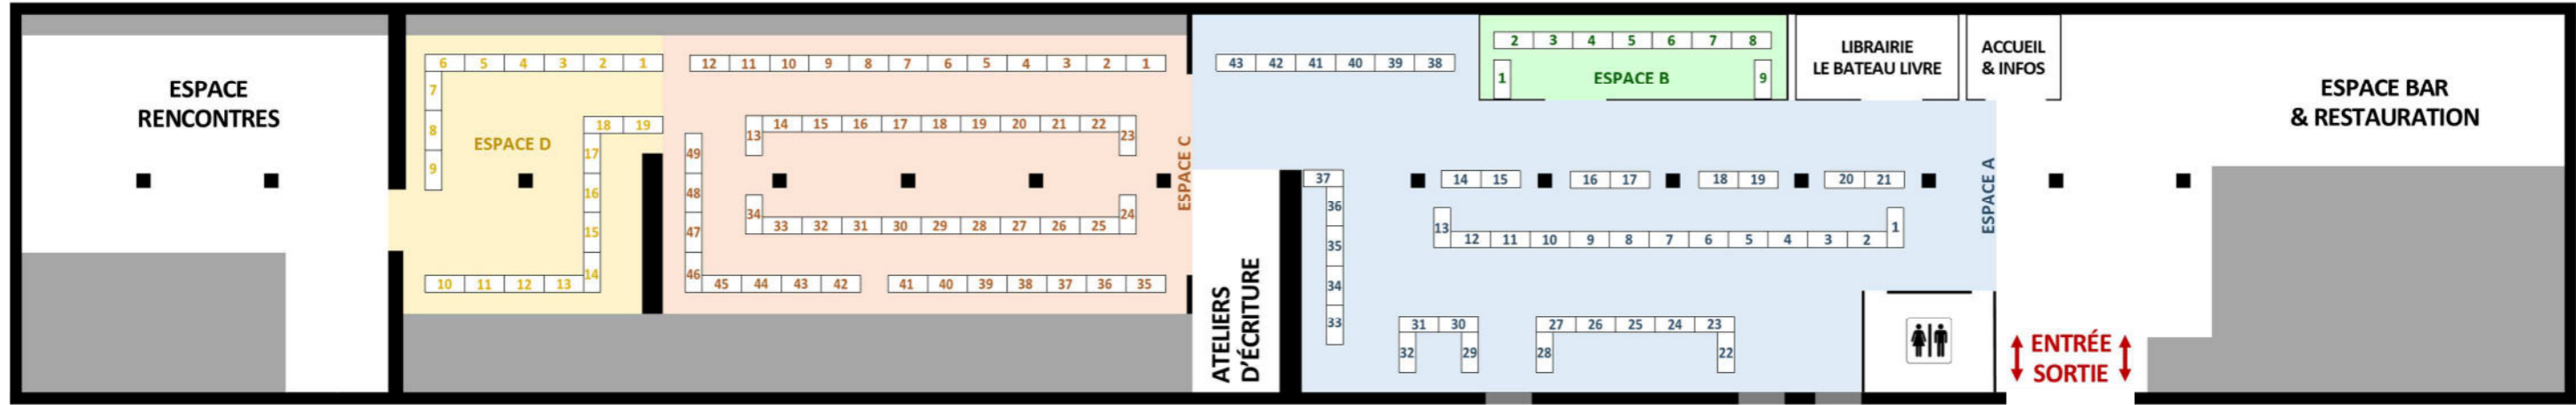 ESPACE
RENCONTRES
6 5 4 3 2 1
7
8
9
ESPACE D
18 19
17
16
15
14
10 11 12 13
12 11 10 9 8 7 6 5 4 3 2 1
13 14 15 16 17 18 19 20 21 22 23
49
48
47
46
34 33 32 31 30 29 28 27 26 25 24
45 44 43 42 41 40 39 38 37 36 35
ESPACE C
43 42 41 40 39 38
2 3 4 5 6 7 8
1 ESPACE B 9
LIBRAIRIE
LE BATEAU LIVRE
ACCUEIL
& INFOS
ATELIERS
D'ÉCRITURE
37
36
35
34
33
14 15 16 17 18 19 20 21
13 12 11 10 9 8 7 6 5 4 3 2 1
31 30
32 29
27 26 25 24 23
28 22
ESPACE A
ENTRÉE
SORTIE
ESPACE BAR
& RESTAURATION